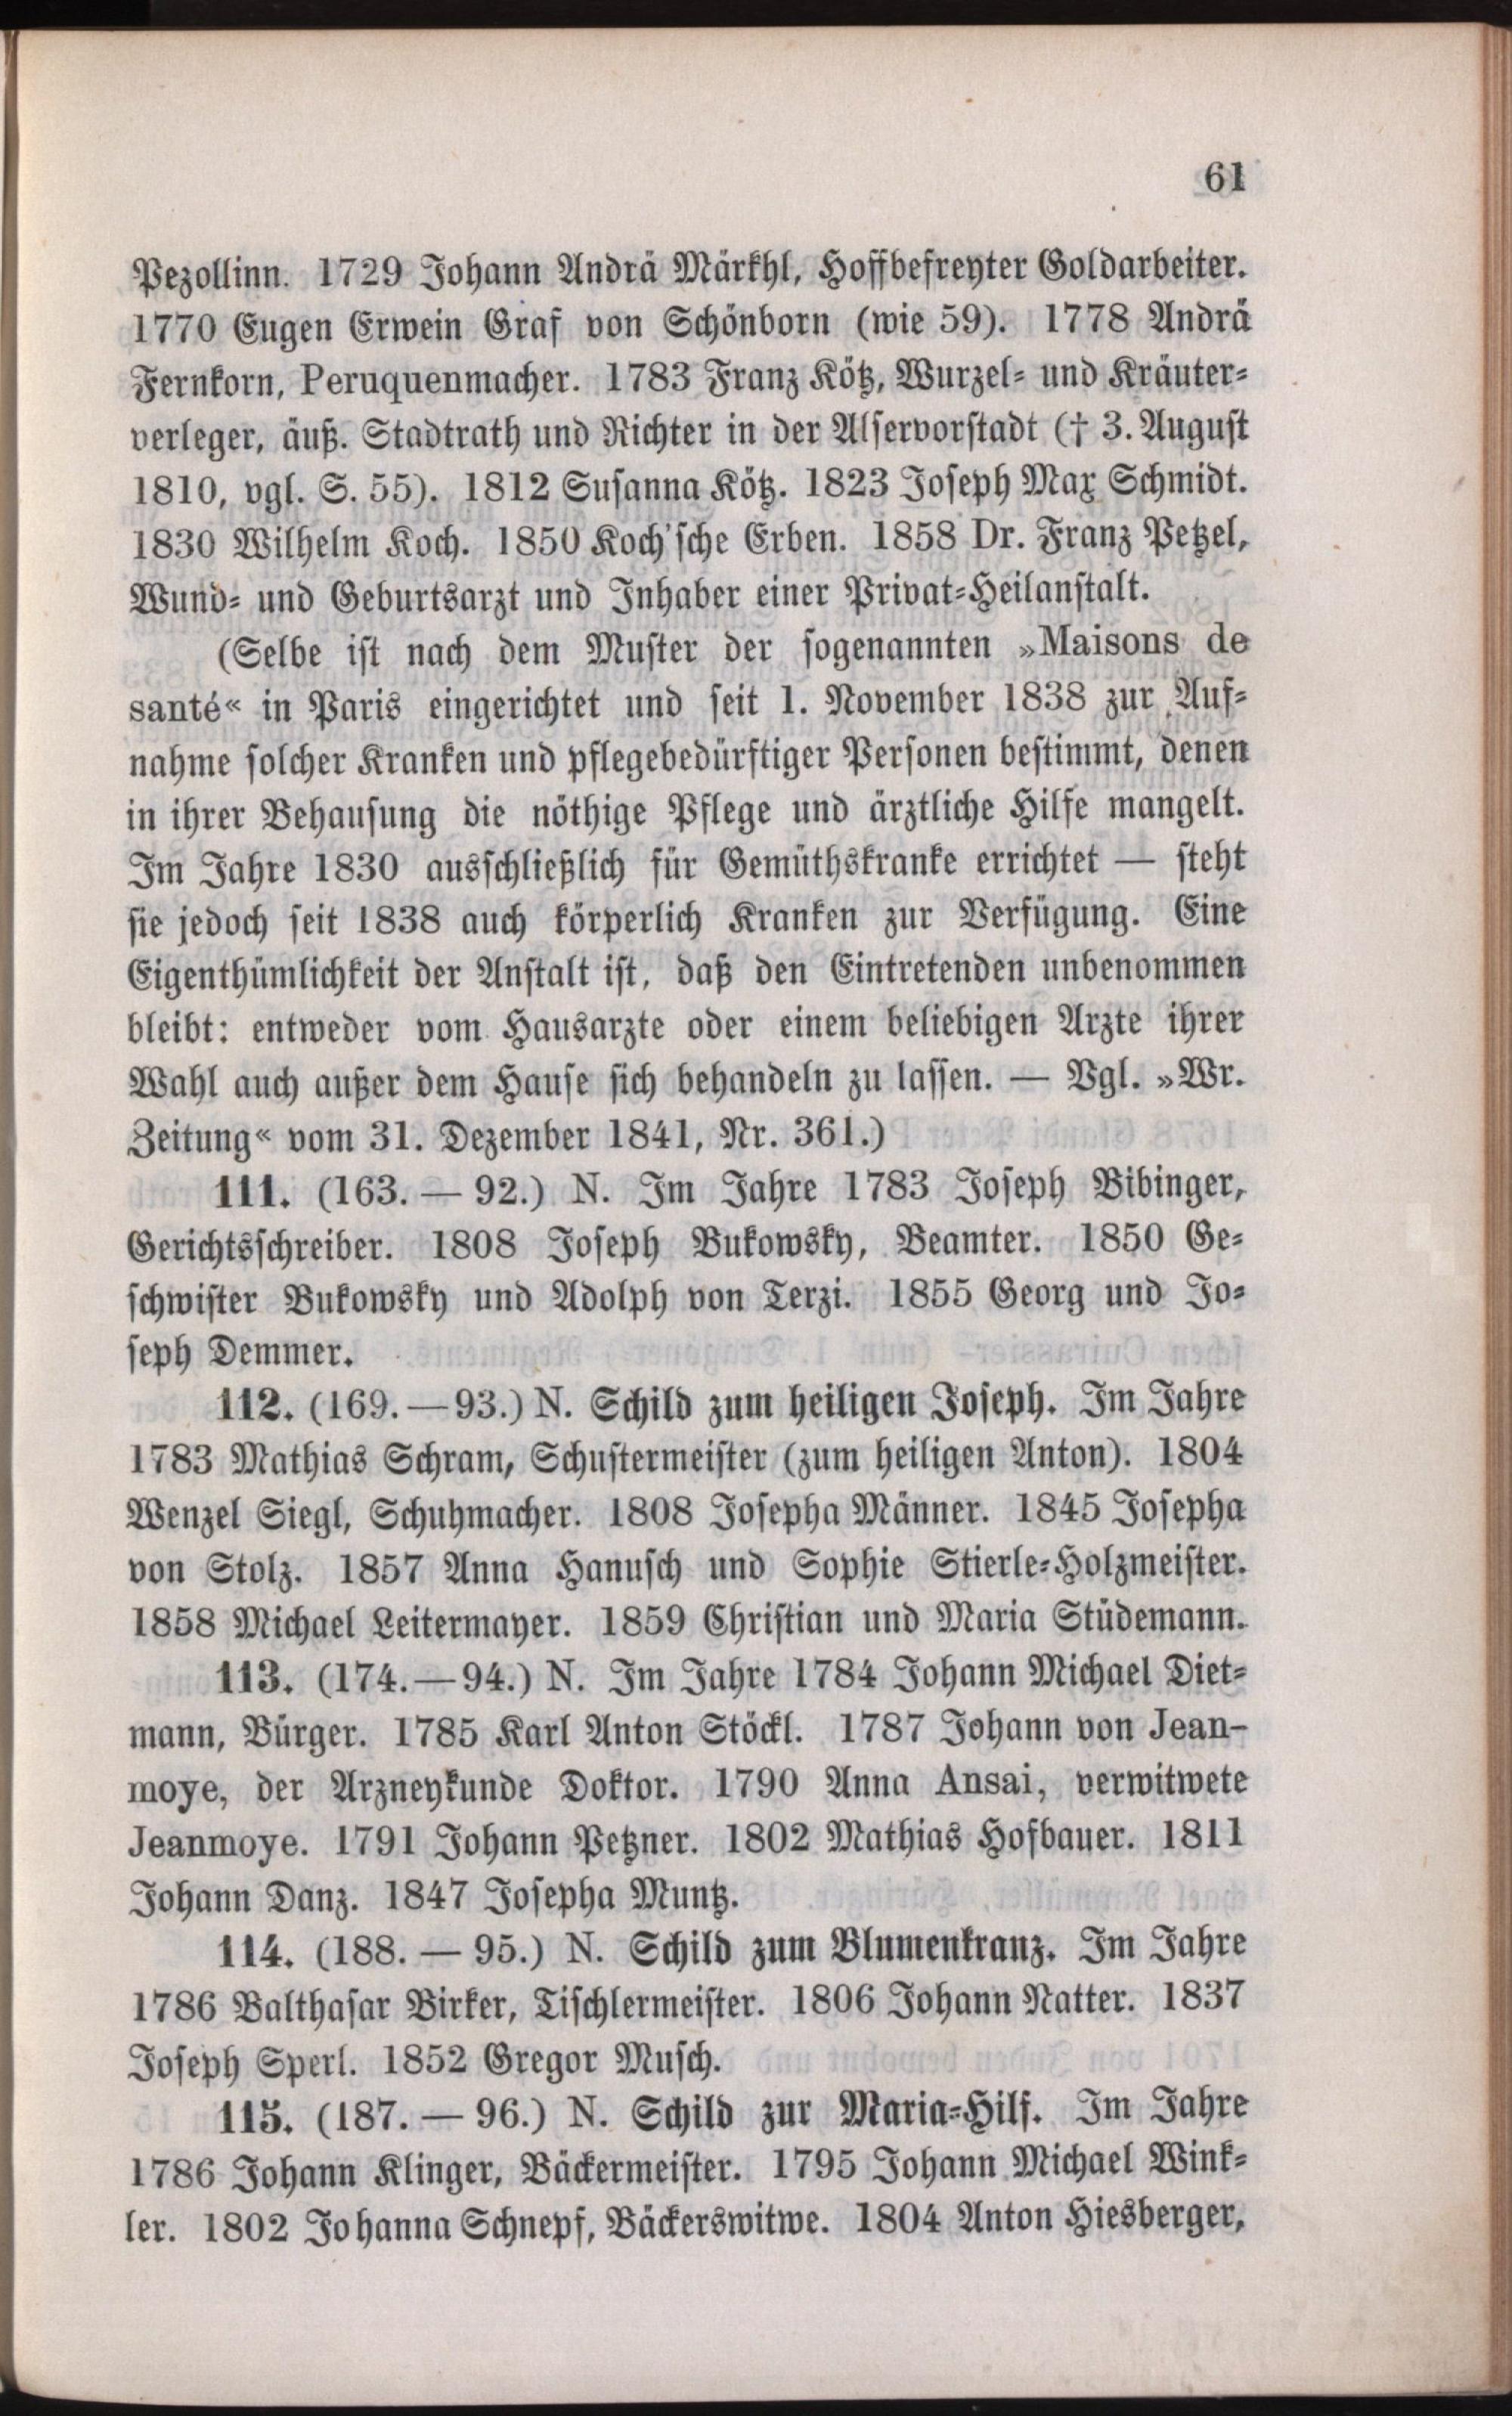 61
Pezollinn. 1729 Johann Andrä Märkhl, Hoffbefreyter Goldarbeiter.
1770 Eugen Erwein Graf von Schönborn (wie 59). 1778 Andrä
Fernkorn, Peruquenmacher. 1783 Franz Kötz, Wurzel- und Kräuter-
verleger, äuß. Stadtrath und Richter in der Alservorstadt († 3. August
1810, vgl. S. 55). 1812 Susanna Kötz. 1823 Joseph Max Schmidt.
1830 Wilhelm Koch. 1850 Koch'sche Erben. 1858 Dr. Franz Petzel,
Wund- und Geburtsarzt und Inhaber einer Privat-Heilanstalt.
(Selbe ist nach dem Muster der sogenannten »Maisons de
santé« in Paris eingerichtet und seit 1. November 1838 zur Auf-
nahme solcher Kranken und pflegebedürftiger Personen bestimmt, denen
in ihrer Behausung die nöthige Pflege und ärztliche Hilfe mangelt.
Im Jahre 1830 ausschließlich für Gemüthskranke errichtet — steht
sie jedoch seit 1838 auch körperlich Kranken zur Verfügung. Eine
Eigenthümlichkeit der Anstalt ist, daß den Eintretenden unbenommen
bleibt: entweder vom Hausarzte oder einem beliebigen Arzte ihrer
Wahl auch außer dem Hause sich behandeln zu lassen. — Vgl. »Wr.
Zeitung« vom 31. Dezember 1841, Nr. 361.)
111. (163. — 92.) N. Im Jahre 1783 Joseph Bibinger,
Gerichtsschreiber. 1808 Joseph Bukowsky, Beamter. 1850 Ge-
schwister Bukowsky und Adolph von Terzi. 1855 Georg und Jo-
seph Demmer.
112. (169. — 93.) N. Schild zum heiligen Joseph. Im Jahre
1783 Mathias Schram, Schustermeister (zum heiligen Anton). 1804
Wenzel Siegl, Schuhmacher. 1808 Josepha Männer. 1845 Josepha
von Stolz. 1857 Anna Hanusch und Sophie Stierle-Holzmeister.
1858 Michael Leitermayer. 1859 Christian und Maria Stüdemann.
113. (174. — 94.) N. Im Jahre 1784 Johann Michael Diet-
mann, Bürger. 1785 Karl Anton Stöckl. 1787 Johann von Jean-
moye, der Arzneykunde Doktor. 1790 Anna Ansai, verwitwete
Jeanmoye. 1791 Johann Petzner. 1802 Mathias Hofbauer. 1811
Johann Danz. 1847 Josepha Muntz.
114. (188. — 95.) N. Schild zum Blumenkranz. Im Jahre
1786 Balthasar Birker, Tischlermeister. 1806 Johann Natter. 1837
Joseph Sperl. 1852 Gregor Musch.
115. (187. — 96.) N. Schild zur Maria-Hilf. Im Jahre
1786 Johann Klinger, Bäckermeister. 1795 Johann Michael Wink-
ler. 1802 Johanna Schnepf, Bäckerswitwe. 1804 Anton Hiesberger,